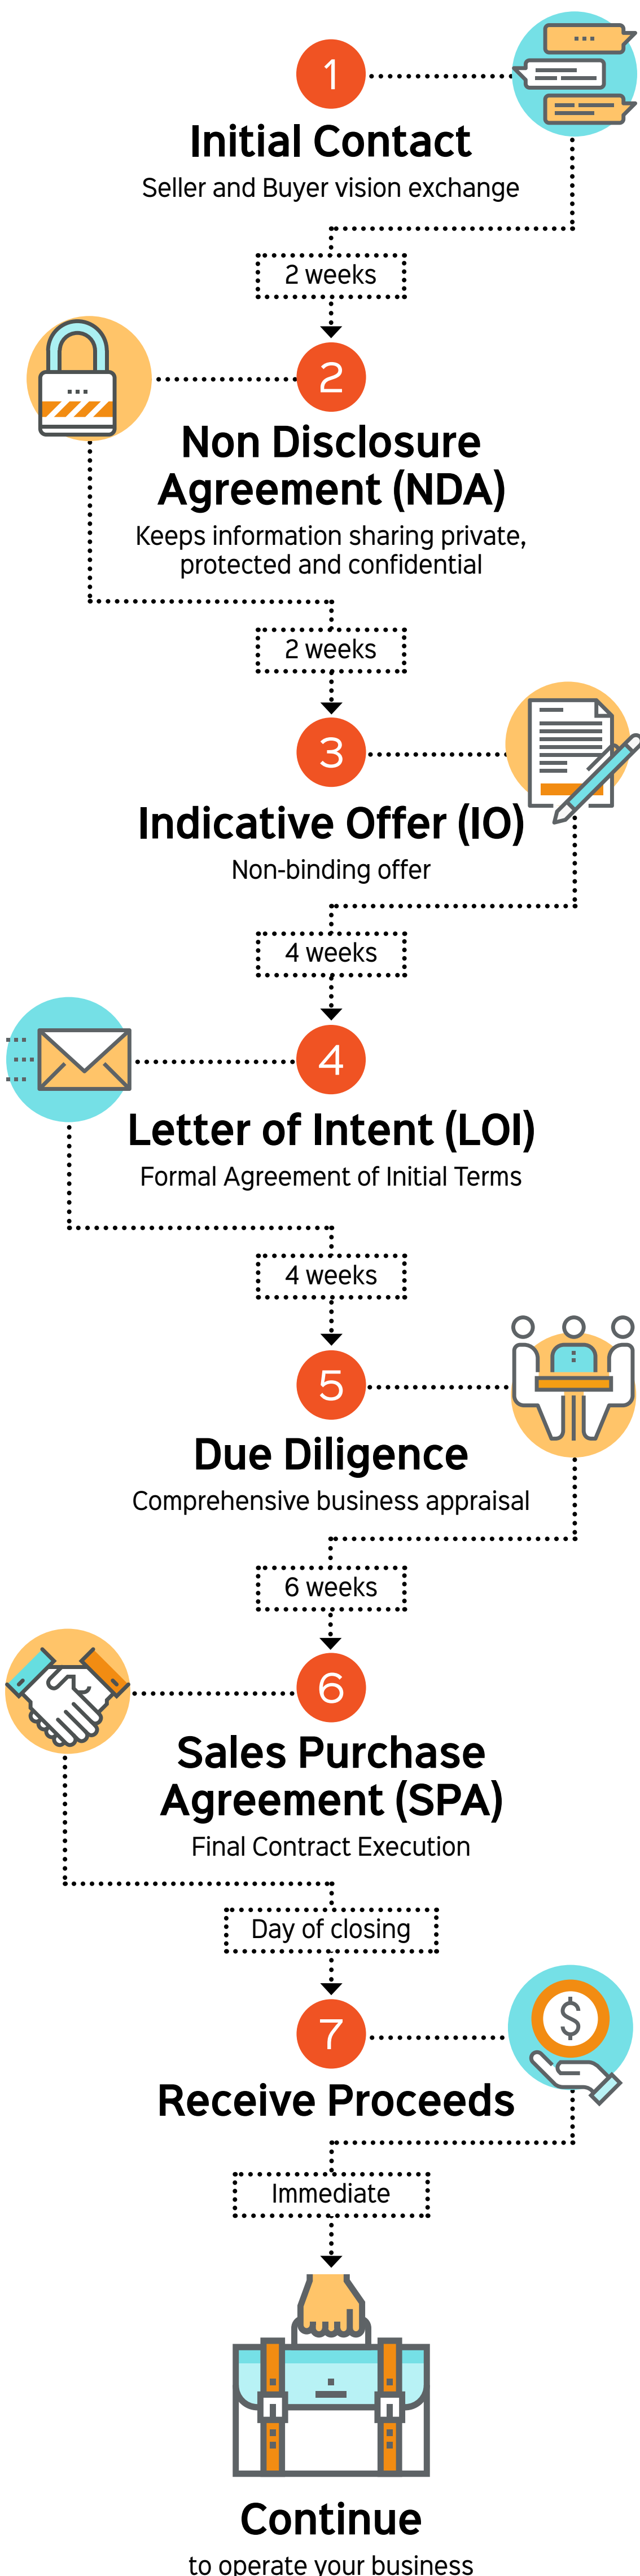 1
Initial Contact
Seller and Buyer vision exchange
2 weeks
2
Non Disclosure
Agreement (NDA)
Keeps information sharing private,
protected and confidential
2 weeks
3
Indicative Offer (IO)
Non-binding offer
4 weeks
4
Letter of Intent (LOI)
Formal Agreement of Initial Terms
4 weeks
5
Due Diligence
Comprehensive business appraisal
6 weeks
6
Sales Purchase
Agreement (SPA)
Final Contract Execution
Day of closing
7
$
Receive Proceeds
Immediate
Continue
to operate your business